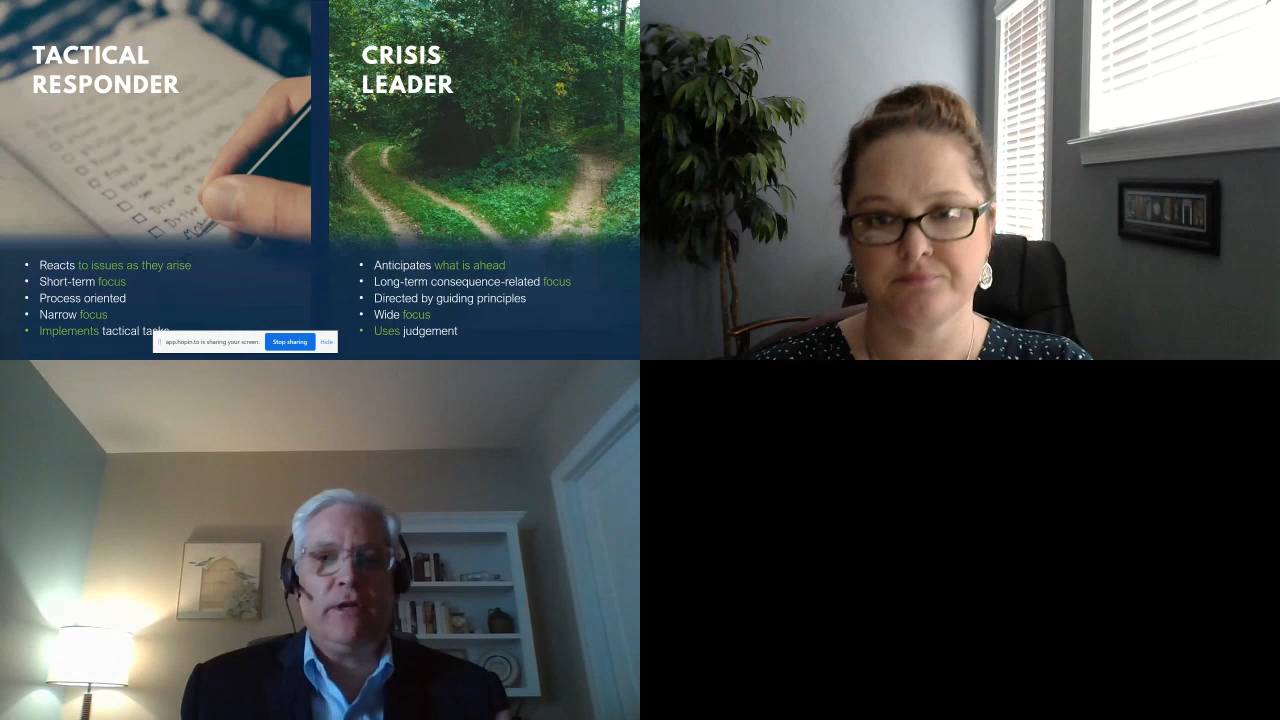 TACTICAL
RESPONDER
• Reacts to issues as they arise
• Short-term focus
• Process oriented
• Narrow focus
• Implements tactical tasks
CRISIS
LEADER
• Anticipates what is ahead
• Long-term consequence-related focus
• Directed by guiding principles
• Wide focus
• Uses judgement
app.hopin.to is sharing your screen.
Stop sharing
Hide